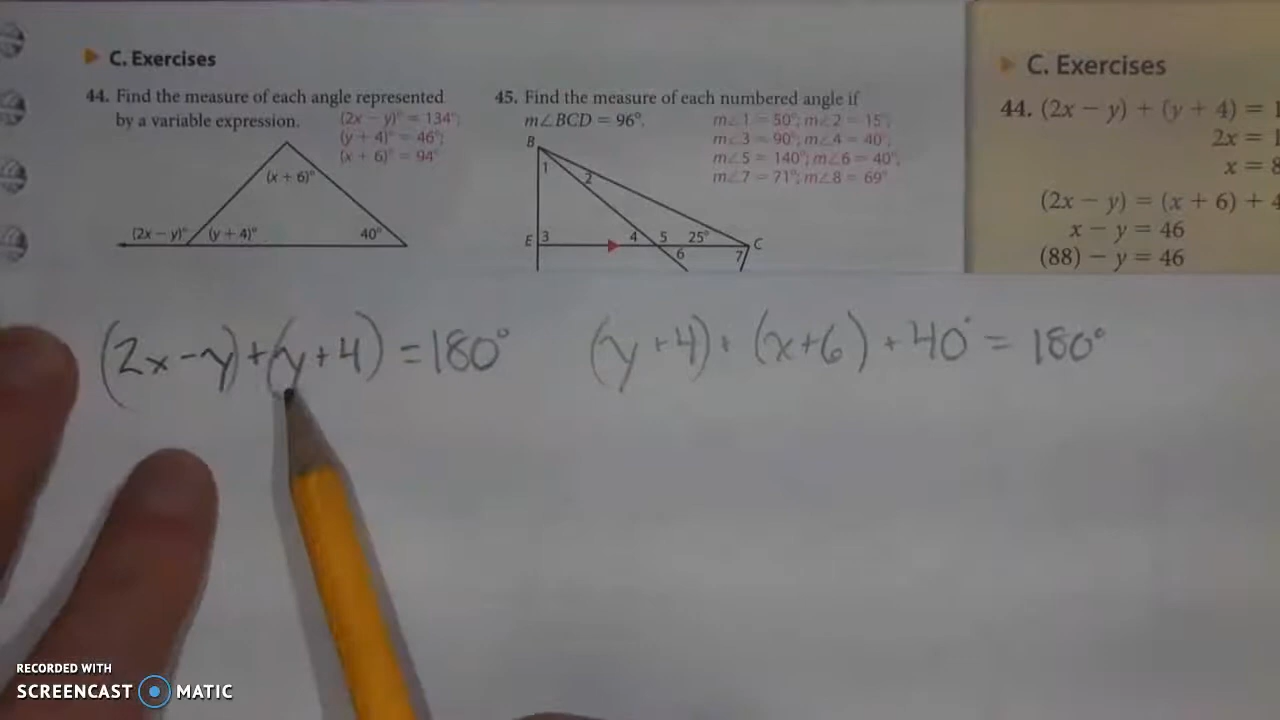 C. Exercises
44. Find the measure of each angle represented
by a variable expression.
(2x − y)° = 134°;
(y + 4)° = 46°;
(x + 6)° = 94°
(x + 6)°
(2x − y)°
(y + 4)°
40°
45. Find the measure of each numbered angle if
m∠BCD = 96°.
m∠1 = 50°; m∠2 = 15°;
m∠3 = 90°; m∠4 = 40°;
m∠5 = 140°; m∠6 = 40°;
m∠7 = 71°; m∠8 = 69°
B
1
2
E 3 4 5 25° C
6 7
C. Exercises
44. (2x − y) + (y + 4) = 1
2x = 1
x = 8
(2x − y) = (x + 6) + 4
x − y = 46
(88) − y = 46
(2x − y) + (y + 4) = 180°
(y + 4) + (x + 6) + 40° = 180°
RECORDED WITH
SCREENCAST MATIC